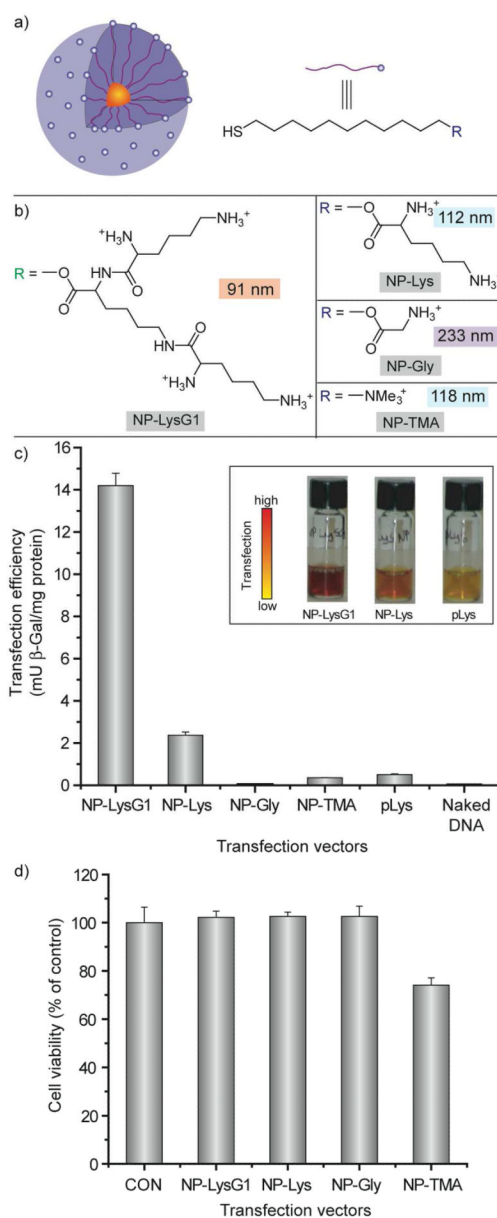 a)
HS
R
b)
R = —O
O
HN
O
+H3N
NH3+
NH
O
+H3N
NH3+
91 nm
NP-LysG1
R = —O
O
NH3+
112 nm
NH3+
NP-Lys
R = —O
O
NH3+
233 nm
NP-Gly
R = —NMe3+
118 nm
NP-TMA
c)
Transfection efficiency
(mU β-Gal/mg protein)
16
14
12
10
8
6
4
2
0
high
Transfection
low
NP-LysG1 NP-Lys pLys
NP-LysG1 NP-Lys NP-Gly NP-TMA pLys Naked
DNA
Transfection vectors
d)
Cell viability (% of control)
120
100
80
60
40
20
0
CON NP-LysG1 NP-Lys NP-Gly NP-TMA
Transfection vectors